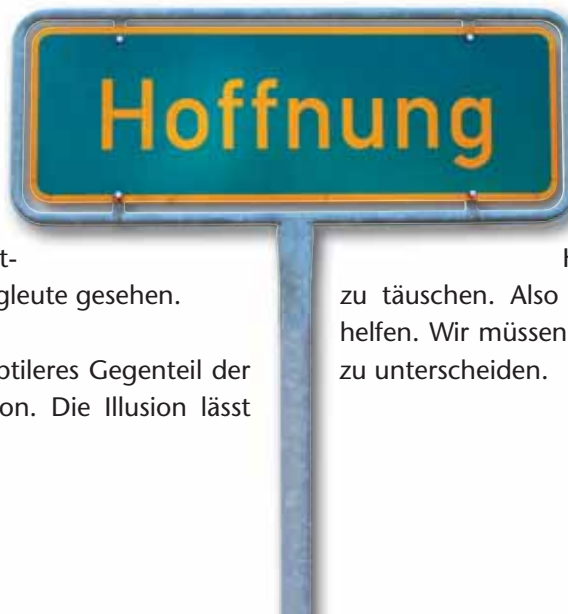 Hoffnung
t-
gleute gesehen.
btileres Gegenteil der
on. Die Illusion lässt
zu täuschen. Also
helfen. Wir müssen
zu unterscheiden.